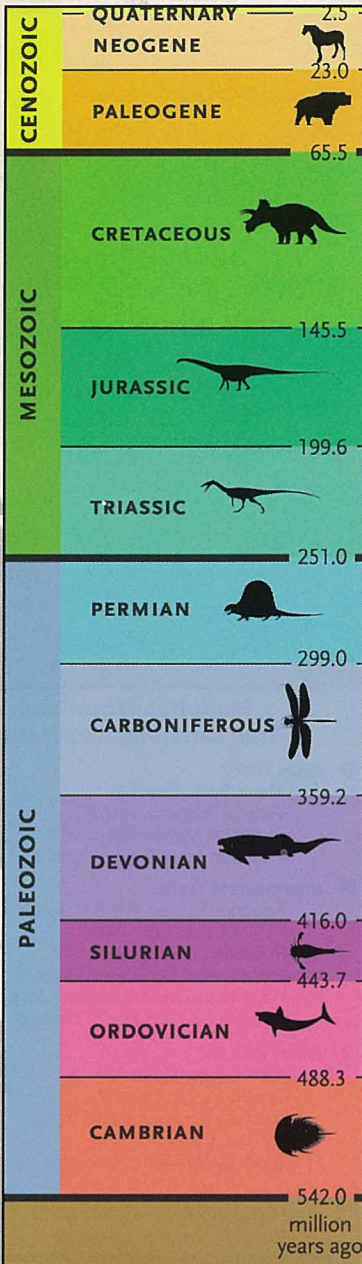 QUATERNARY 2.5
NEOGENE
23.0
CENOZOIC
PALEOGENE
65.5
CRETACEOUS
145.5
MESOZOIC
JURASSIC
199.6
TRIASSIC
251.0
PERMIAN
299.0
CARBONIFEROUS
359.2
PALEOZOIC
DEVONIAN
416.0
SILURIAN
443.7
ORDOVICIAN
488.3
CAMBRIAN
542.0
million
years ago